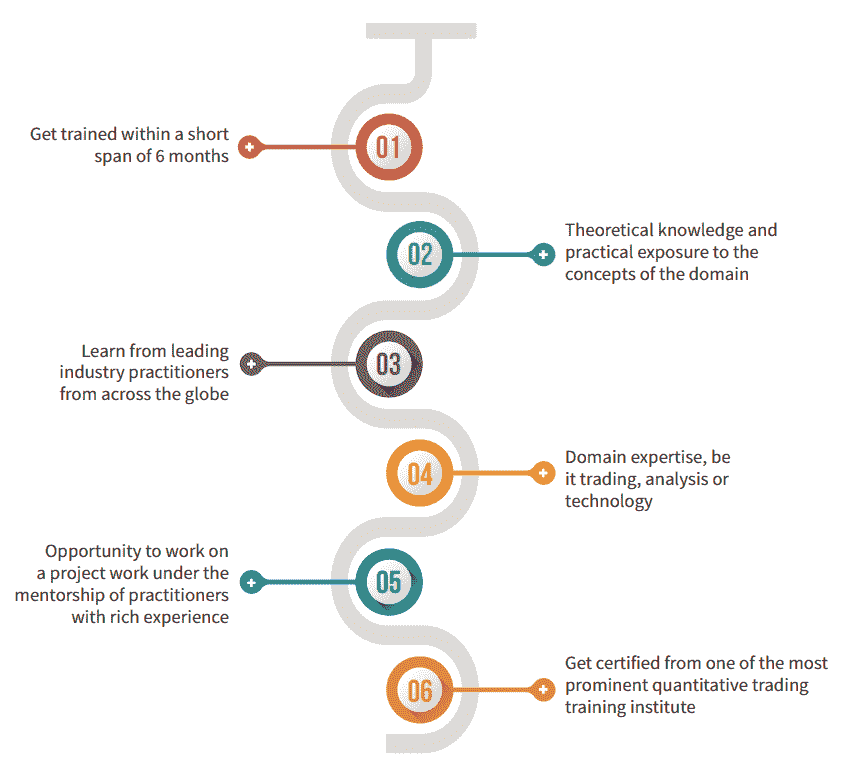 Get trained within a short
span of 6 months
01
02
Theoretical knowledge and
practical exposure to the
concepts of the domain
Learn from leading
industry practitioners
from across the globe
03
04
Domain expertise, be
it trading, analysis or
technology
Opportunity to work on
a project work under the
mentorship of practitioners
with rich experience
05
06
Get certified from one of the most
prominent quantitative trading
training institute